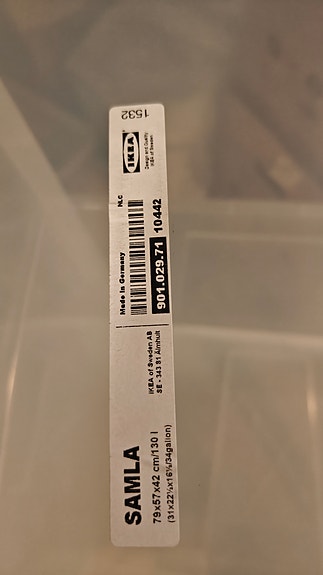 SAMLA
79x57x42 cm/130 l
(31x22½x16½/34gallon)
IKEA of Sweden AB
SE - 343 81 Älmhult
Made in Germany
NLC
901.029.71 10442
IKEA
Design and Quality
IKEA of Sweden
1532